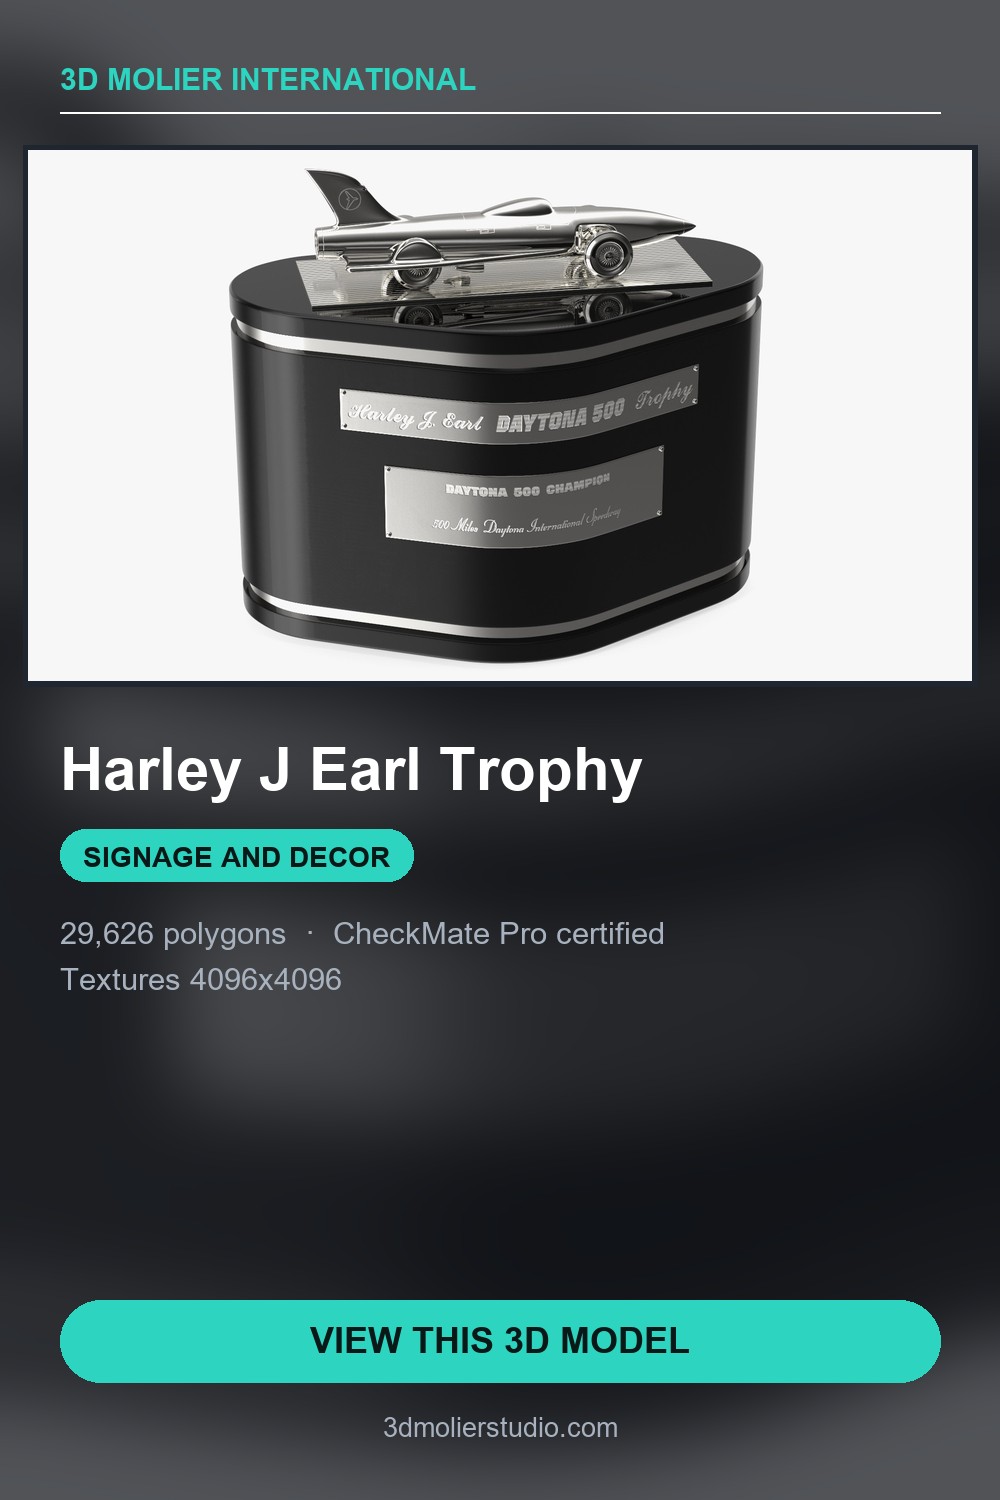 3D MOLIER INTERNATIONAL
Harley J. Earl DAYTONA 500 Trophy
DAYTONA 500 CHAMPION
500 Miles Daytona International Speedway
Harley J Earl Trophy
SIGNAGE AND DECOR
29,626 polygons · CheckMate Pro certified
Textures 4096x4096
VIEW THIS 3D MODEL
3dmolierstudio.com